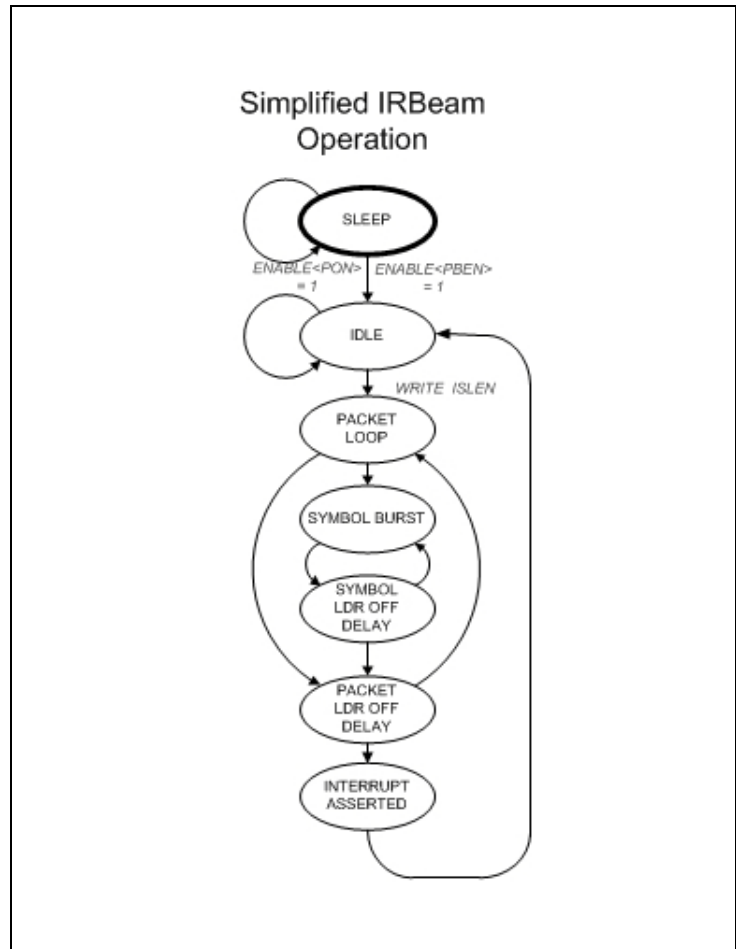 Simplified IRBeam
Operation
SLEEP
ENABLE<PON>
= 1
ENABLE<PBEN>
= 1
IDLE
WRITE ISLEN
PACKET
LOOP
SYMBOL BURST
SYMBOL
LDR OFF
DELAY
PACKET
LDR OFF
DELAY
INTERRUPT
ASSERTED